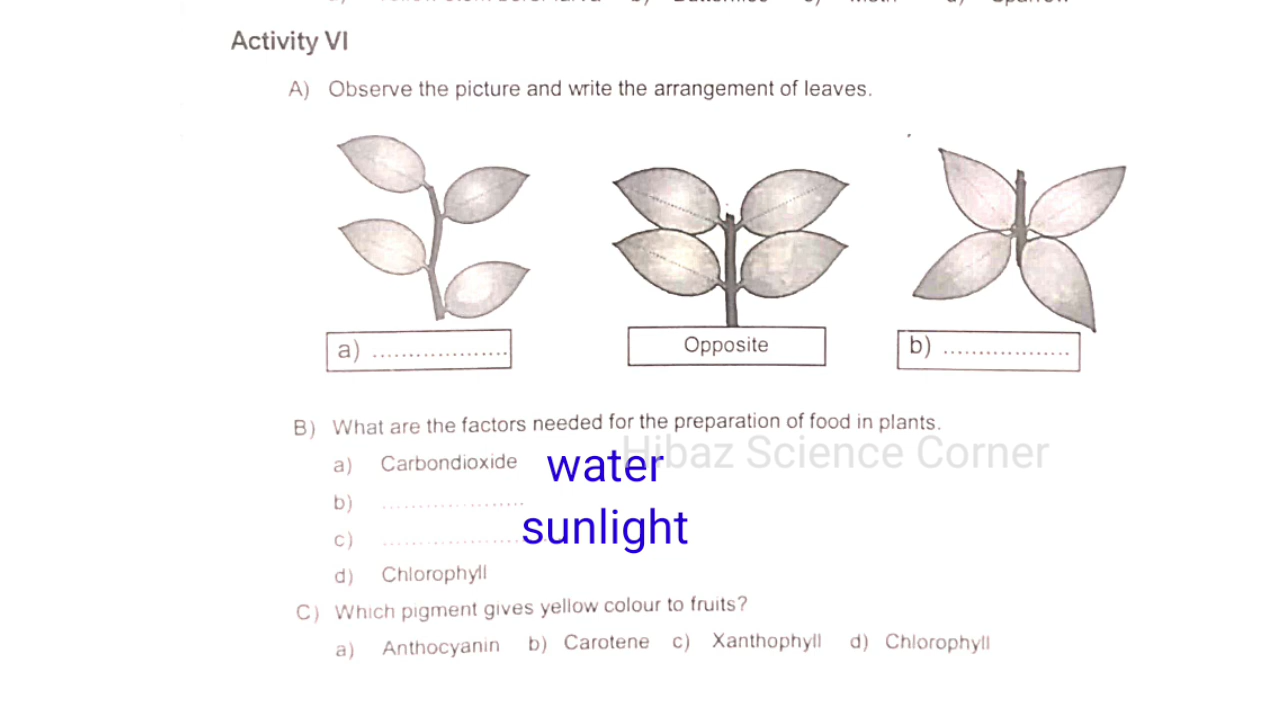 Activity VI
A) Observe the picture and write the arrangement of leaves.
a) ...................
Opposite
b) ..................
B) What are the factors needed for the preparation of food in plants.
Hibaz Science Corner
a) Carbondioxide water
b) ....................
c) ................... sunlight
d) Chlorophyll
C) Which pigment gives yellow colour to fruits?
a) Anthocyanin b) Carotene c) Xanthophyll d) Chlorophyll